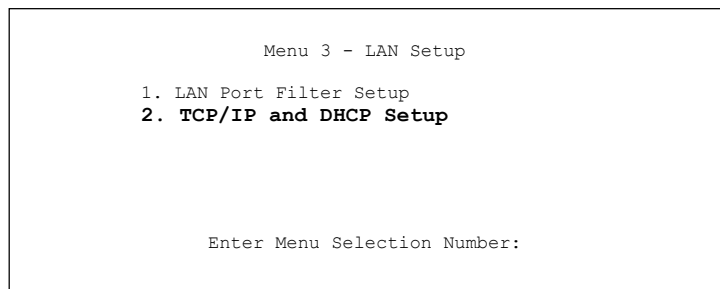 Menu 3 - LAN Setup
1. LAN Port Filter Setup
2. TCP/IP and DHCP Setup
Enter Menu Selection Number: